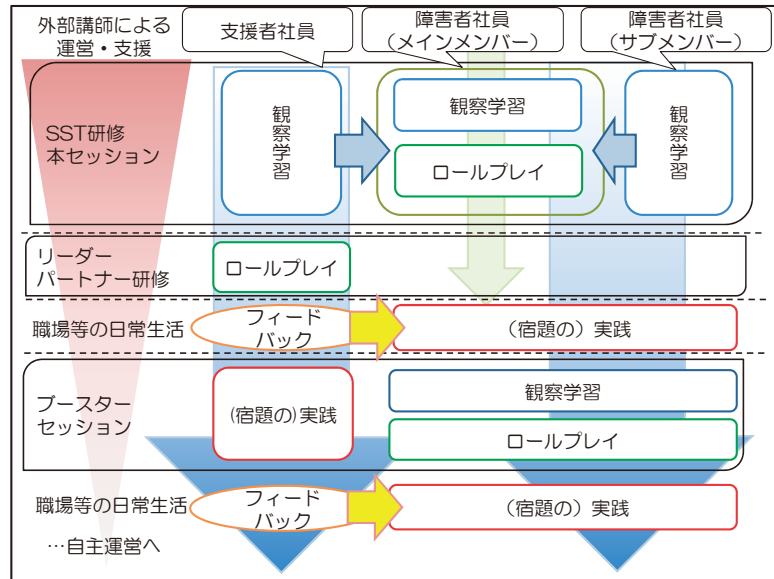 外部講師による
運営・支援
支援者社員
障害者社員
（メインメンバー）
障害者社員
（サブメンバー）
SST研修
本セッション
観察学習
観察学習
ロールプレイ
観察学習
リーダー
パートナー研修
ロールプレイ
職場等の日常生活
フィード
バック
（宿題の）実践
ブースター
セッション
(宿題の)実践
観察学習
ロールプレイ
職場等の日常生活
フィード
バック
（宿題の）実践
…自主運営へ